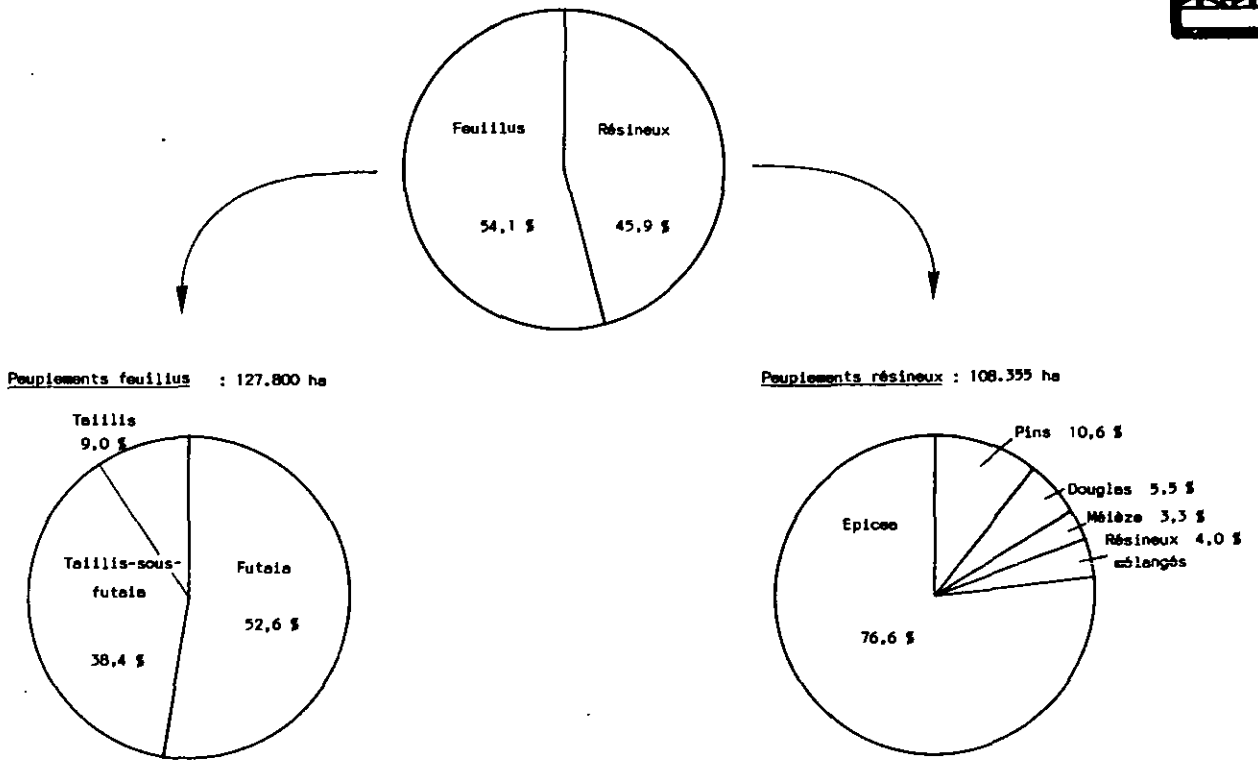 Feuillus
Résineux
54,1 %
45,9 %
Peuplements feuillus : 127.800 ha
Peuplements résineux : 108.355 ha
Taillis
9,0 %
Taillis-sous-
futaie
38,4 %
Futaie
52,6 %
Pins 10,6 %
Douglas 5,5 %
Mélèze 3,3 %
Résineux 4,0 %
mélangés
Epicea
76,6 %